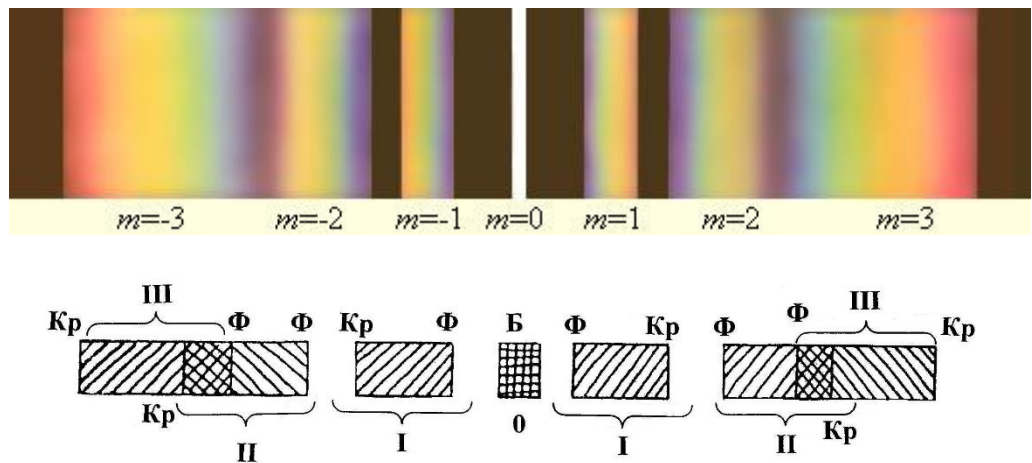 m=-3 m=-2 m=-1 m=0 m=1 m=2 m=3
III III
Кр Ф Ф Кр Ф Б Ф Кр Ф Ф Кр
Кр II I 0 I II Кр